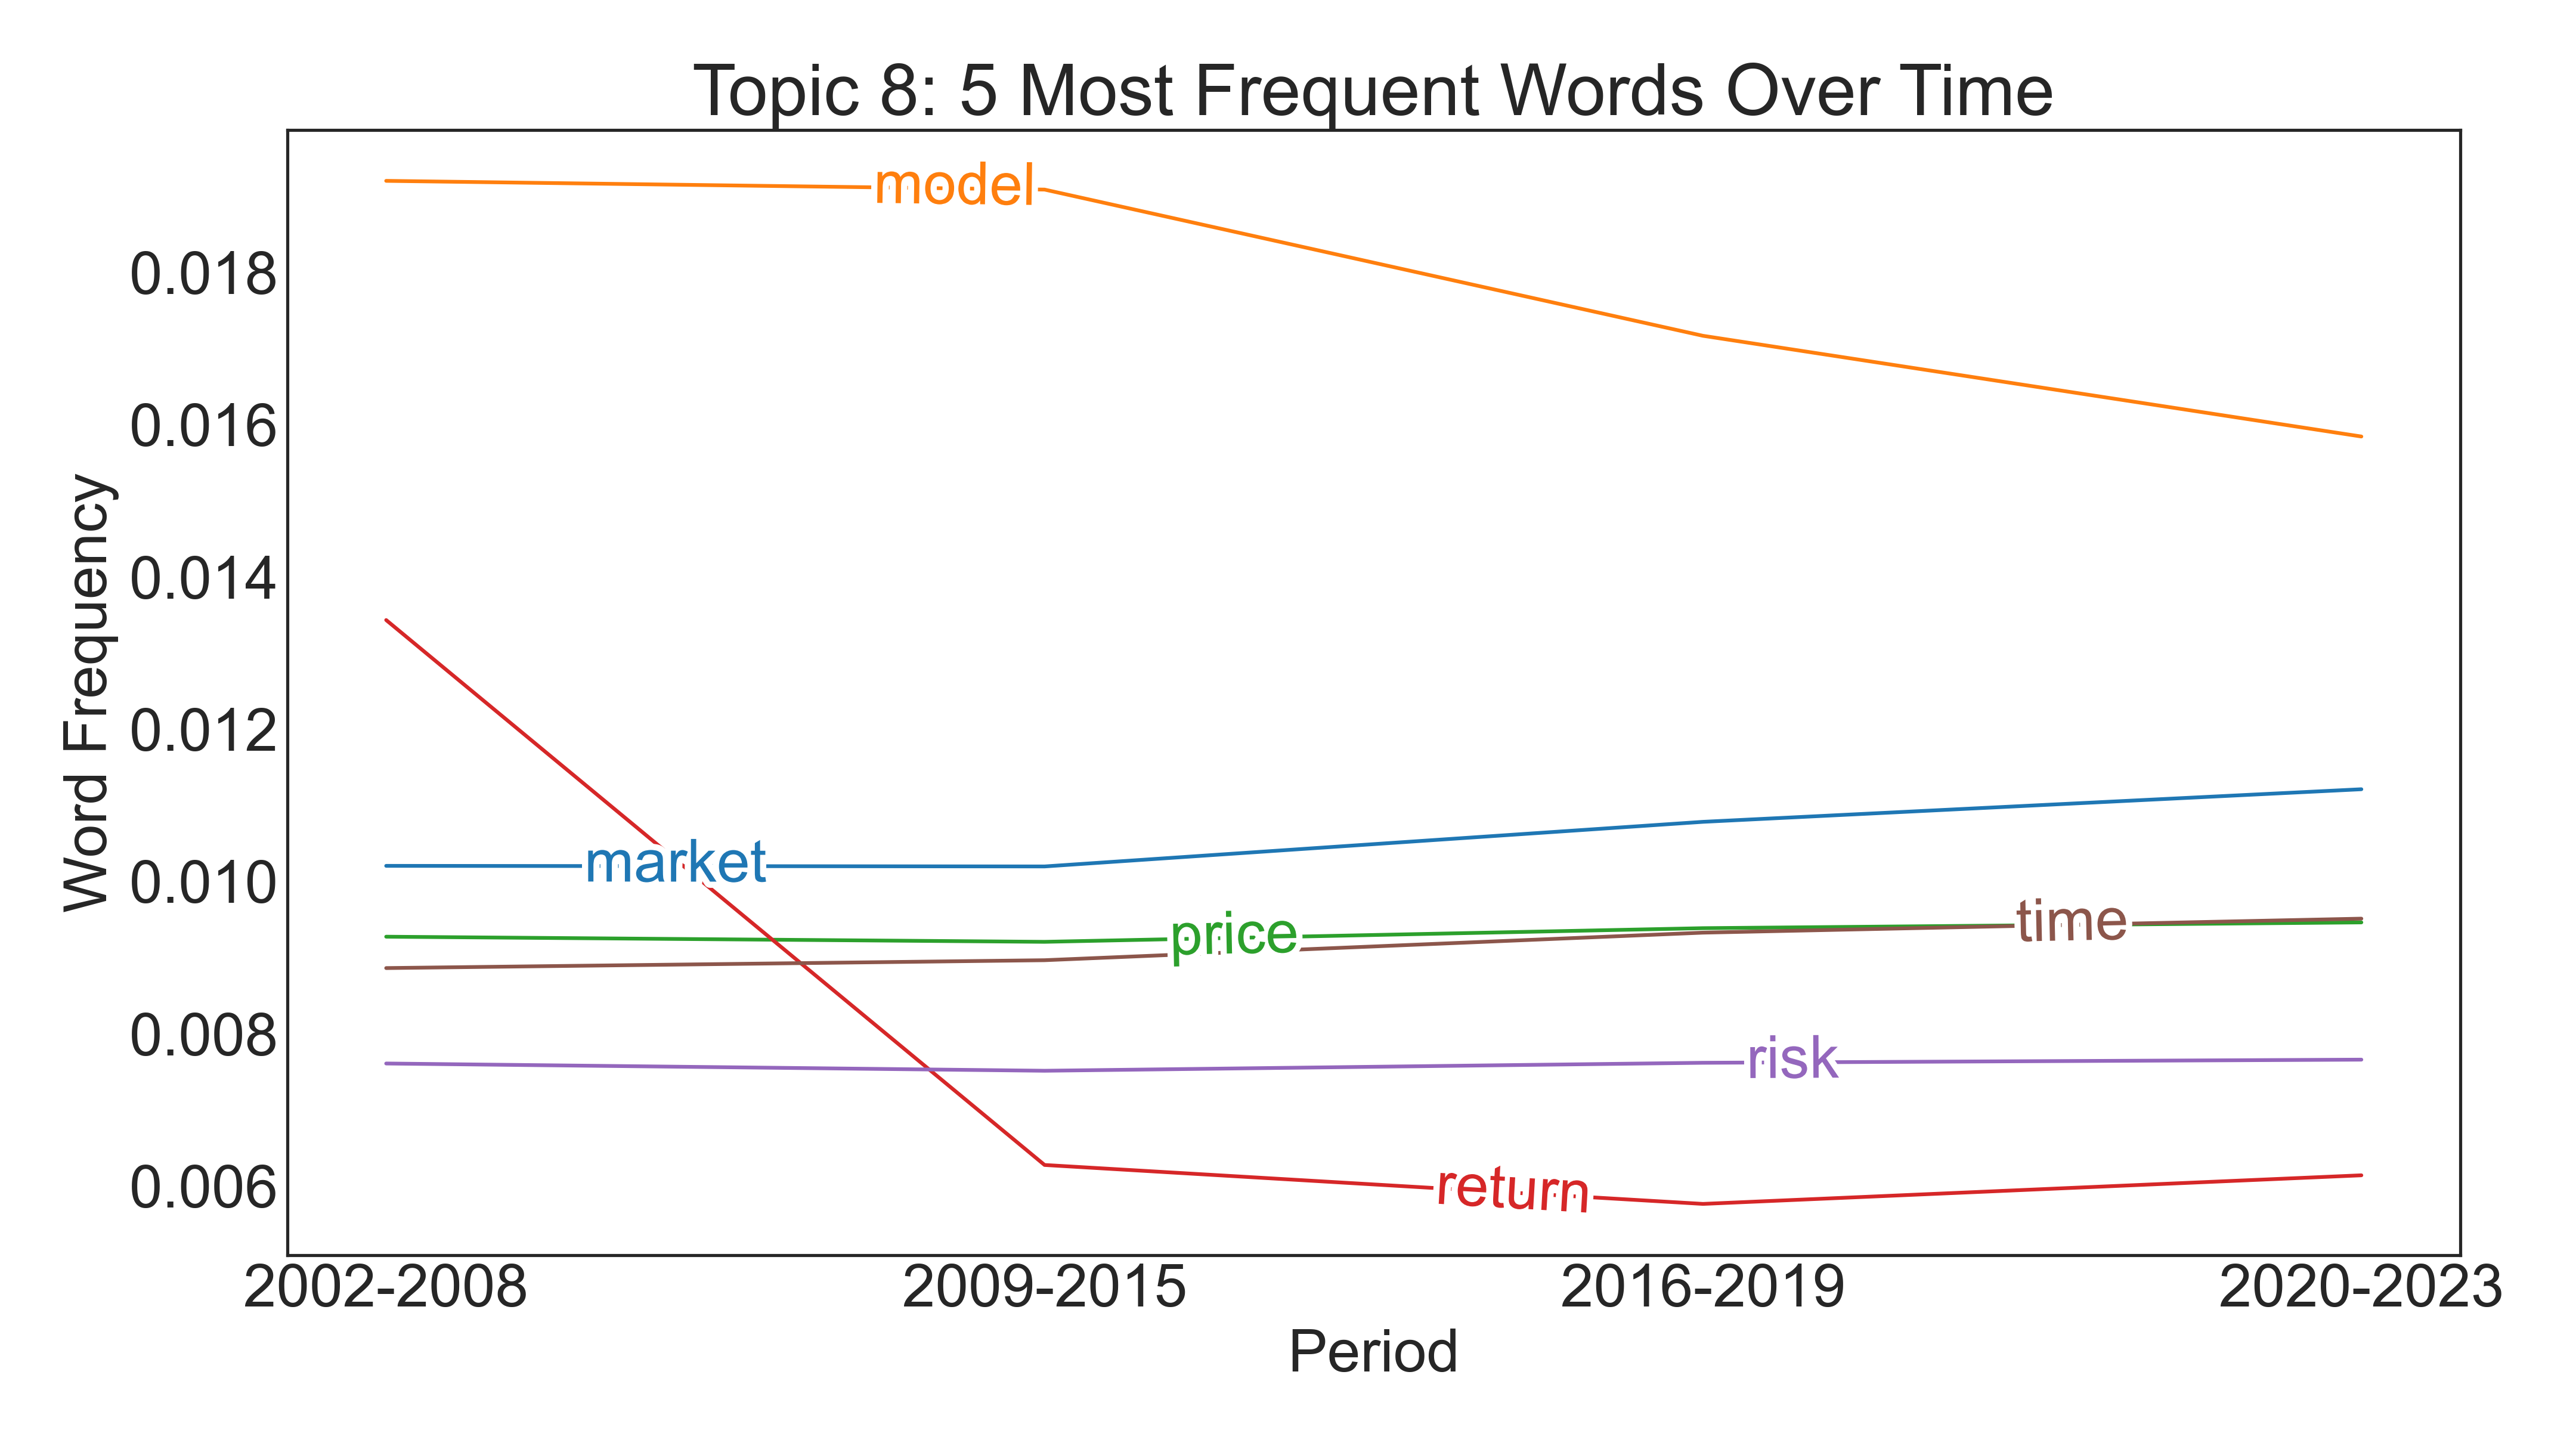 Topic 8: 5 Most Frequent Words Over Time
Word Frequency
0.018
0.016
0.014
0.012
0.010
0.008
0.006
model
market
price
time
risk
return
2002-2008 2009-2015 2016-2019 2020-2023
Period